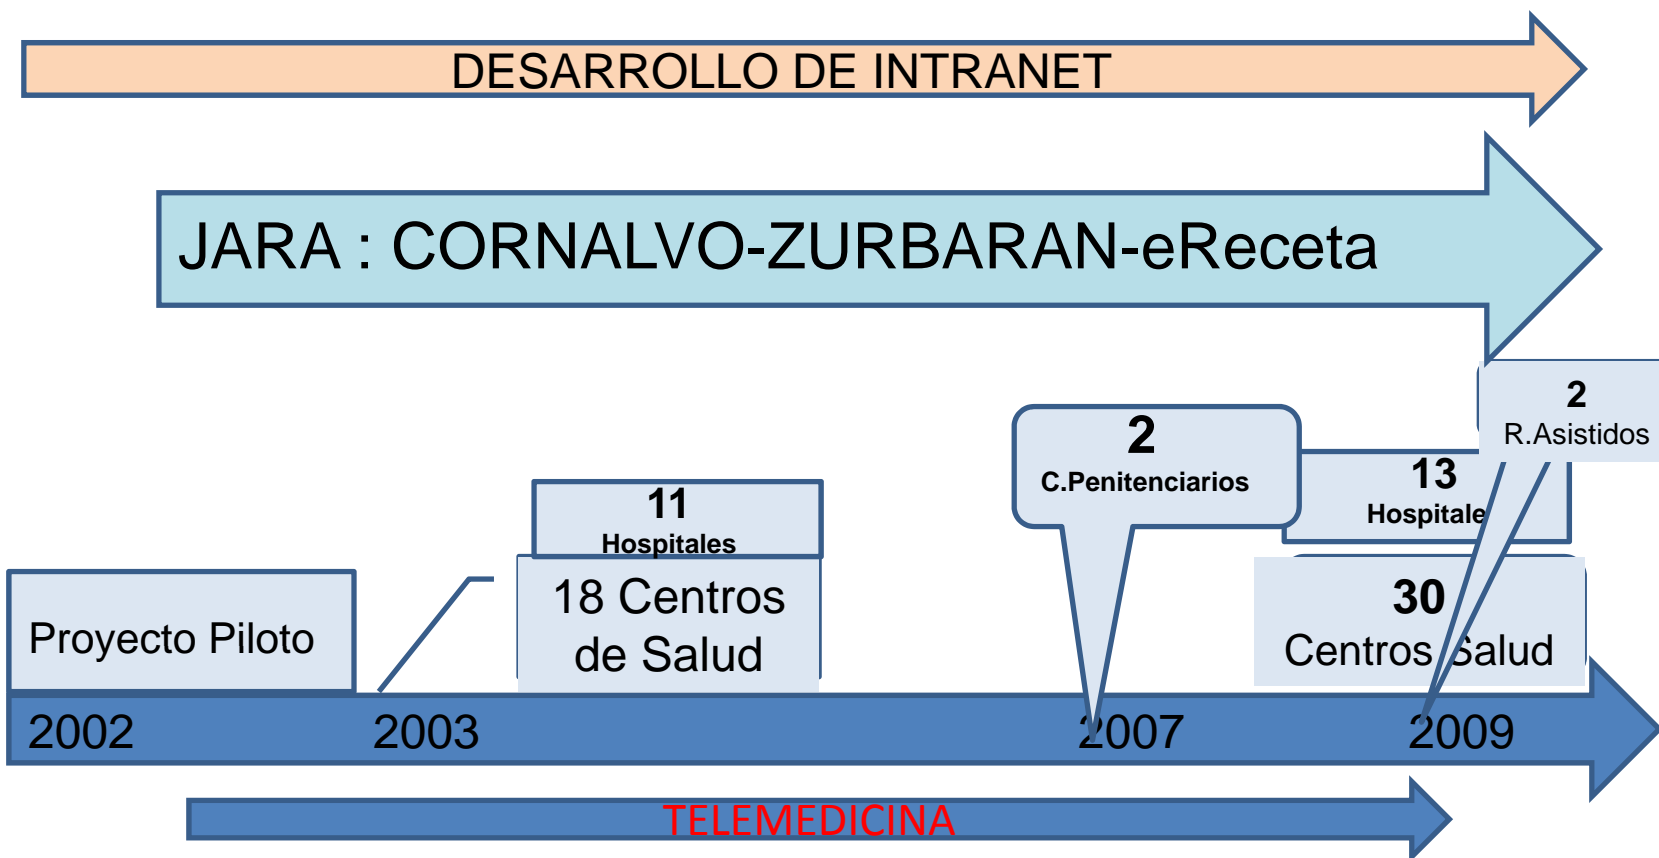 DESARROLLO DE INTRANET
JARA : CORNALVO-ZURBARAN-eReceta
2
R.Asistidos
2
C.Penitenciarios
13
Hospitale
11
Hospitales
18 Centros
de Salud
30
Centros Salud
Proyecto Piloto
2002
2003
2007
2009
TELEMEDICINA